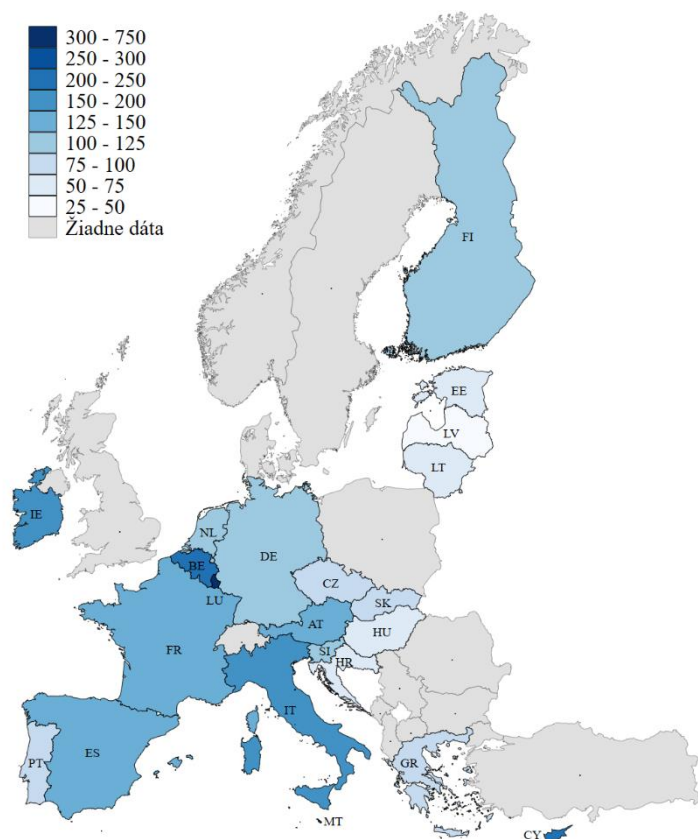 300 - 750
250 - 300
200 - 250
150 - 200
125 - 150
100 - 125
75 - 100
50 - 75
25 - 50
Žiadne dáta
FI
EE
LV
LT
IE
NL
BE
DE
LU
CZ
SK
FR
AT
HU
SI
HR
IT
PT
ES
GR
MT
CY